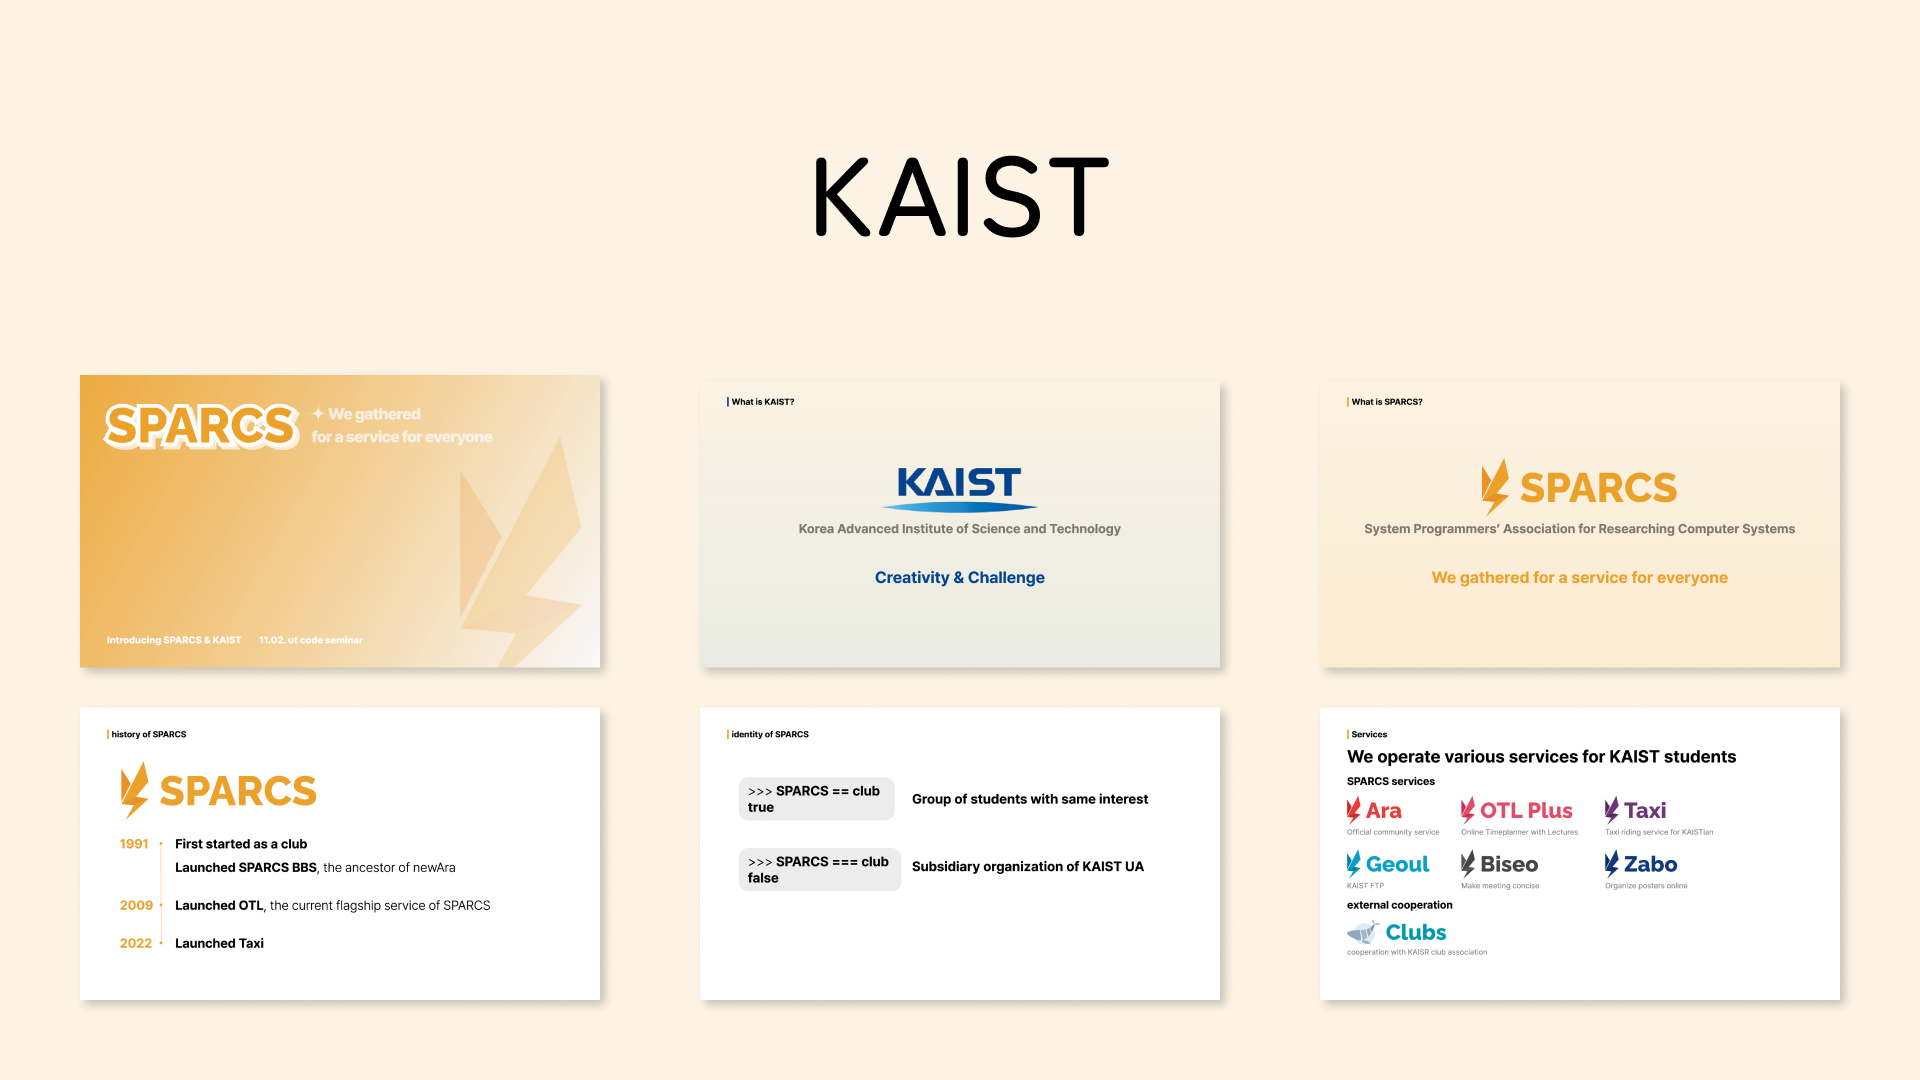 KAIST
SPARCS
We gathered
for a service for everyone
Introducing SPARCS & KAIST 11.02. ut code seminar
What is KAIST?
KAIST
Korea Advanced Institute of Science and Technology
Creativity & Challenge
What is SPARCS?
SPARCS
System Programmers' Association for Researching Computer Systems
We gathered for a service for everyone
history of SPARCS
SPARCS
1991 First started as a club
Launched SPARCS BBS, the ancestor of newAra
2009 Launched OTL, the current flagship service of SPARCS
2022 Launched Taxi
identity of SPARCS
>>> SPARCS == club
true
Group of students with same interest
>>> SPARCS === club
false
Subsidiary organization of KAIST UA
Services
We operate various services for KAIST students
SPARCS services
Ara
Official community service
OTL Plus
Online Timeplanner with Lectures
Taxi
Taxi riding service for KAISTian
Geoul
KAIST FTP
Biseo
Make meeting concise
Zabo
Organize posters online
external cooperation
Clubs
cooperation with KAISR club association